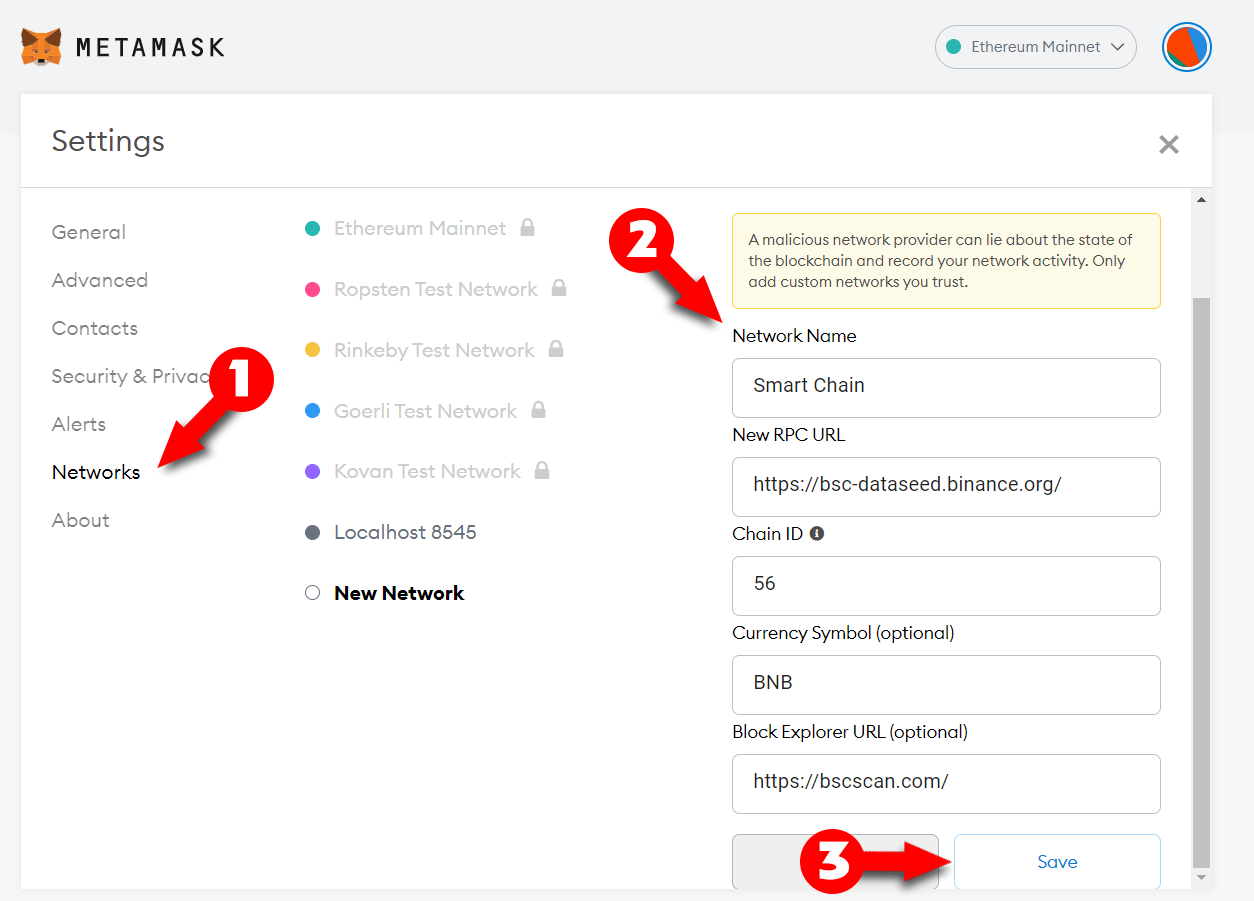 METAMASK
Ethereum Mainnet
Settings
General
Advanced
Contacts
Security & Privac
Alerts
Networks
About
1
Ethereum Mainnet
Ropsten Test Network
Rinkeby Test Network
Goerli Test Network
Kovan Test Network
Localhost 8545
New Network
2
A malicious network provider can lie about the state of
the blockchain and record your network activity. Only
add custom networks you trust.
Network Name
Smart Chain
New RPC URL
https://bsc-dataseed.binance.org/
Chain ID
56
Currency Symbol (optional)
BNB
Block Explorer URL (optional)
https://bscscan.com/
3
Save